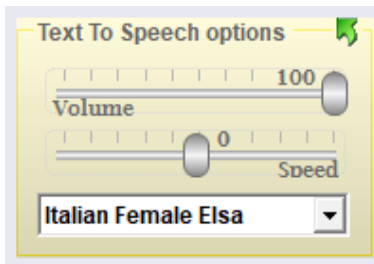 Text To Speech options
100
Volume
0
Speed
Italian Female Elsa